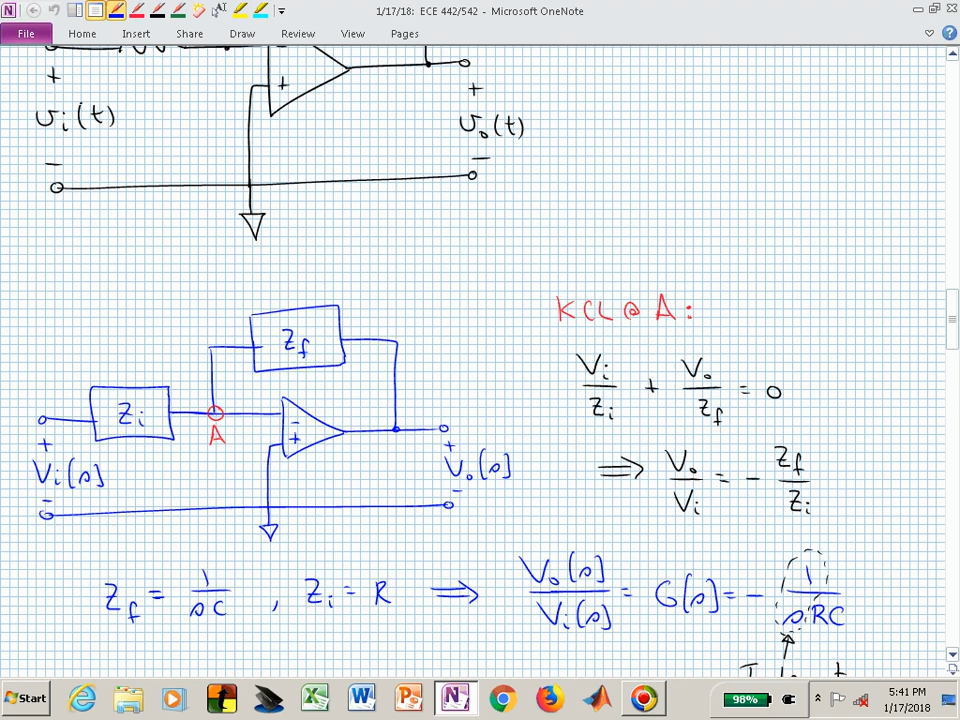 1/17/18: ECE 442/542 - Microsoft OneNote
File Home Insert Share Draw Review View Pages
+
+ +
vi(t)
vo(t)
−
−
KCL @ A:
Zf
Vi/Zi + Vo/Zf = 0
Zi
−
+
A
+ +
Vi(s) Vo(s)
− −
⟹ Vo/Vi = − Zf/Zi
Zf = 1/sC , Zi = R ⟹ Vo(s)/Vi(s) = G(s) = − 1/sRC
Start
98%
5:41 PM
1/17/2018